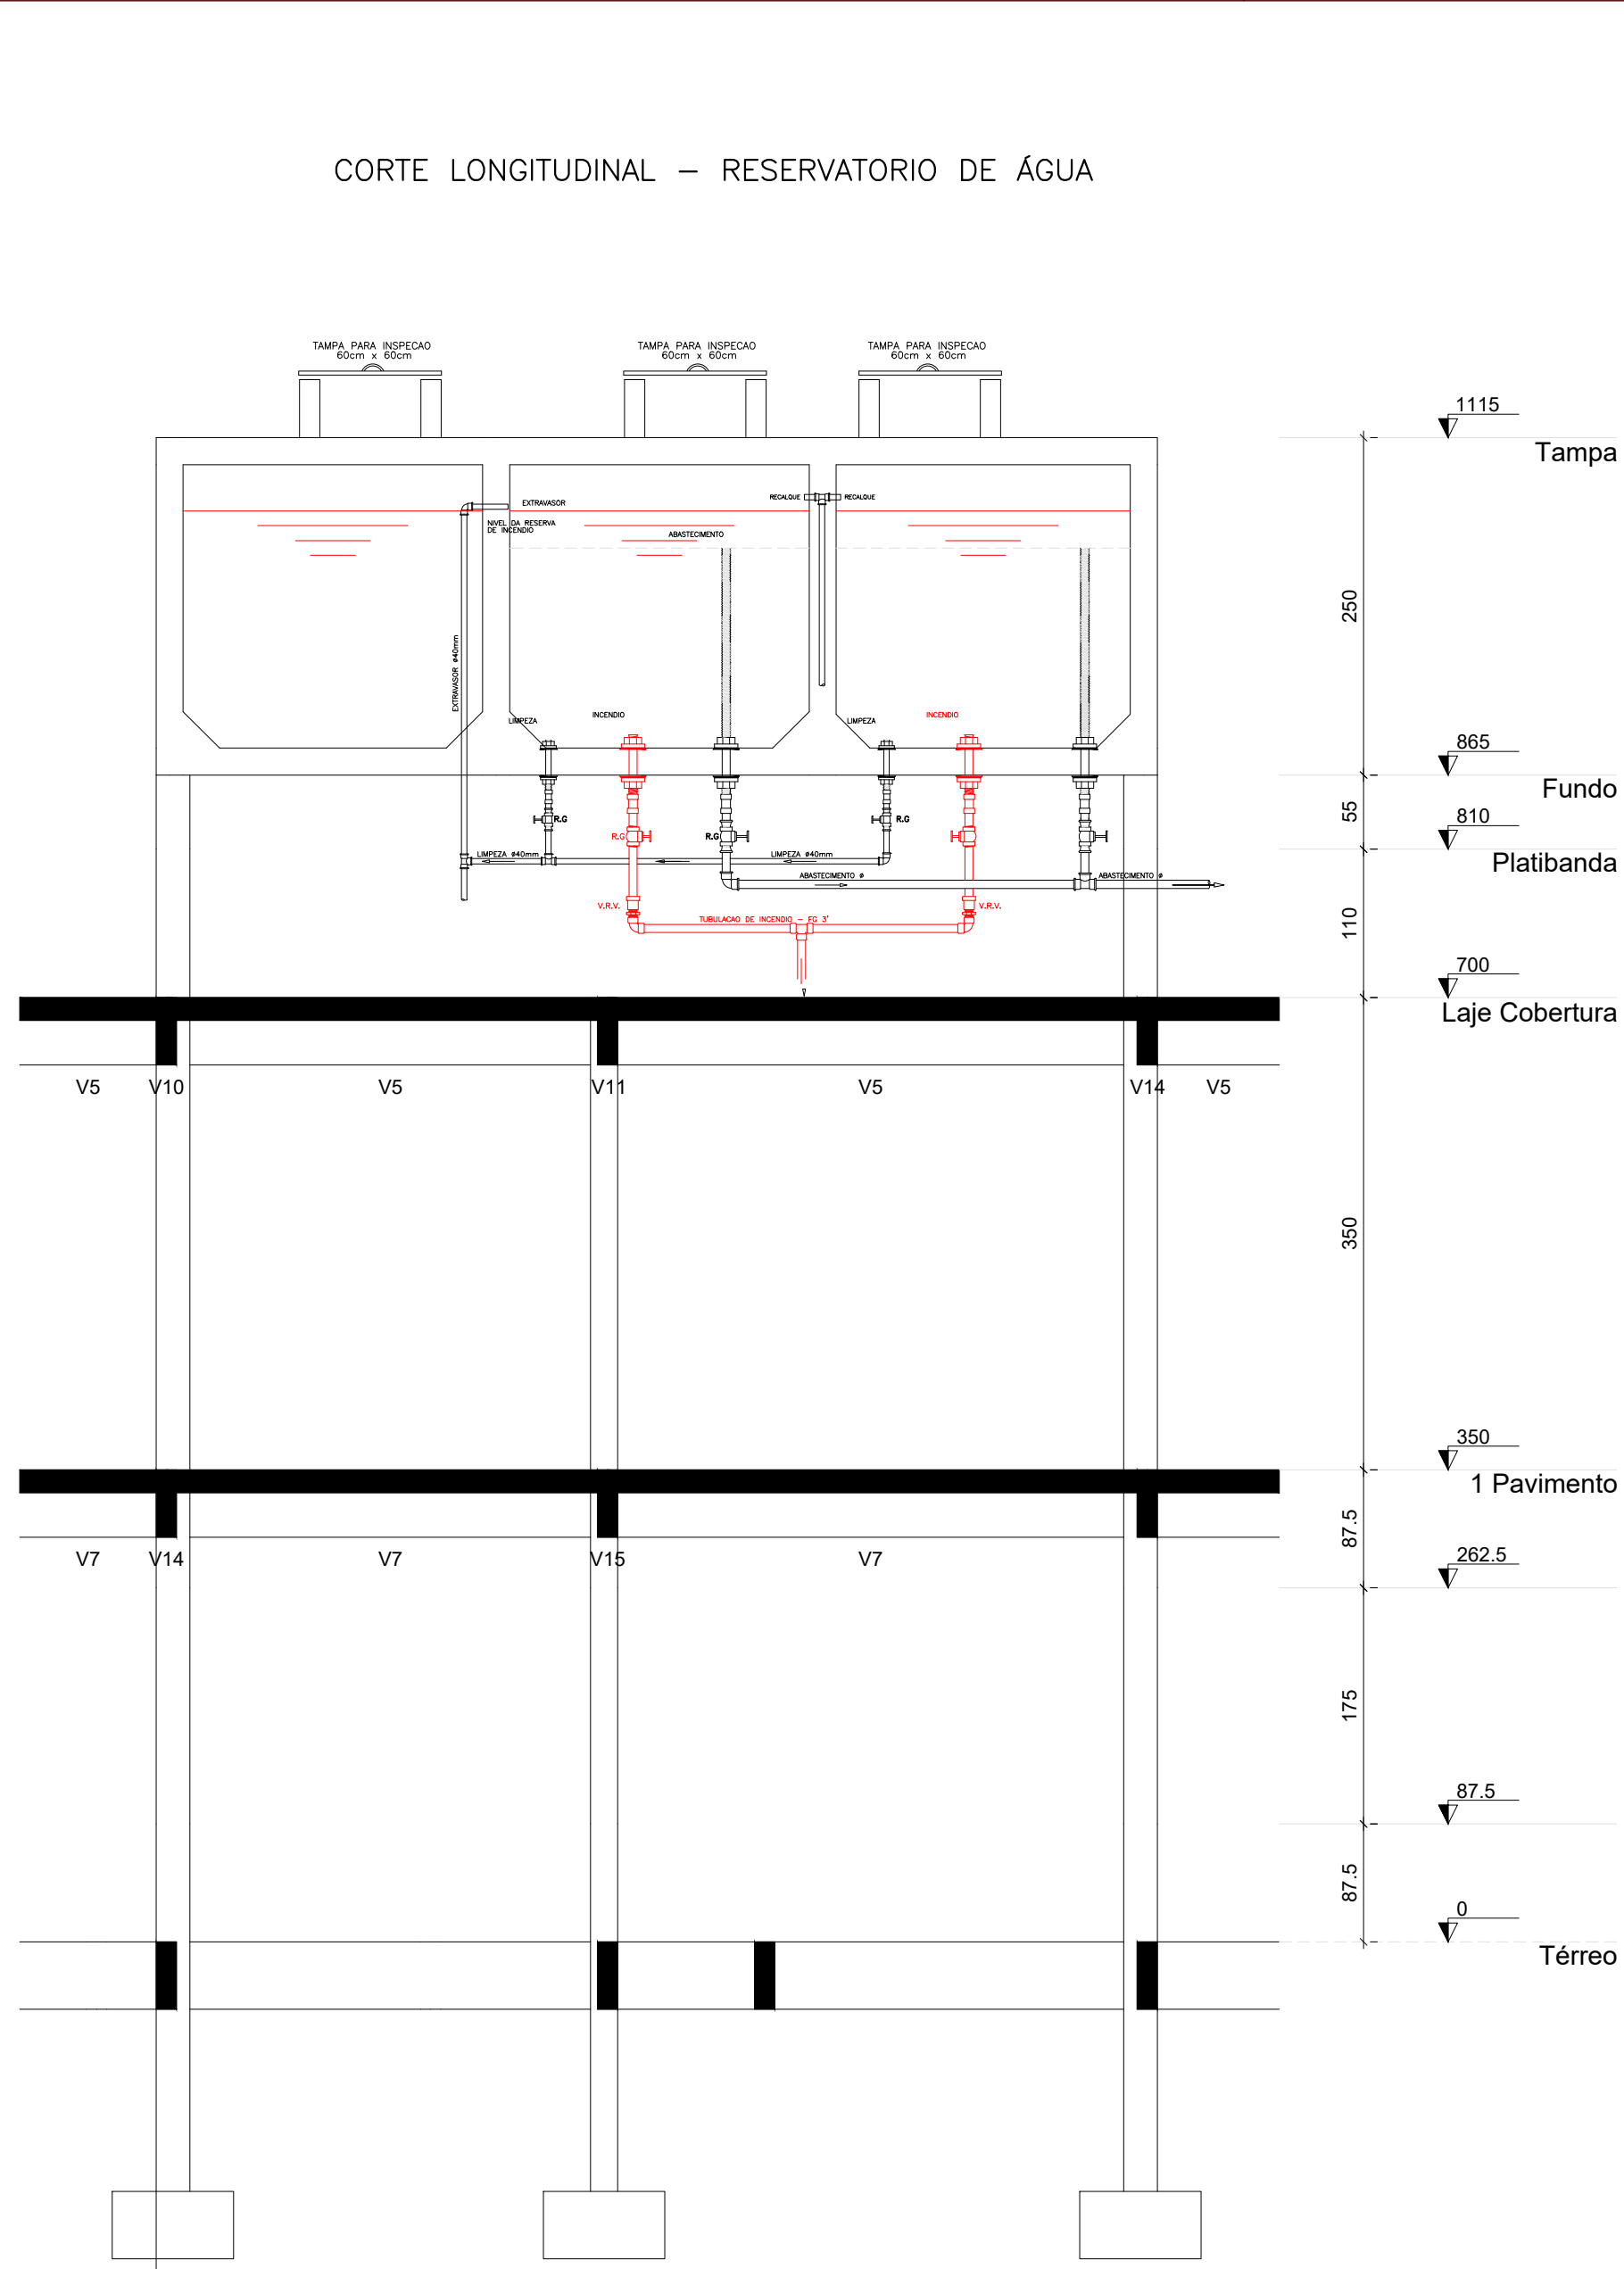 CORTE LONGITUDINAL – RESERVATORIO DE ÁGUA
TAMPA PARA INSPECAO
60cm x 60cm
TAMPA PARA INSPECAO
60cm x 60cm
TAMPA PARA INSPECAO
60cm x 60cm
1115
Tampa
EXTRAVASOR
RECALQUE
RECALQUE
NIVEL DA RESERVA
DE INCENDIO
ABASTECIMENTO
250
EXTRAVASOR ø40mm
LIMPEZA
INCENDIO
LIMPEZA
INCENDIO
865
Fundo
55
R.G
R.G
R.G
R.G
810
Platibanda
LIMPEZA ø40mm
LIMPEZA ø40mm
ABASTECIMENTO ø
ABASTECIMENTO ø
V.R.V.
V.R.V.
TUBULACAO DE INCENDIO – FG 3'
110
700
Laje Cobertura
V5
V10
V5
V11
V5
V14
V5
350
350
1 Pavimento
87.5
V7
V14
V7
V15
V7
262.5
175
87.5
87.5
0
Térreo